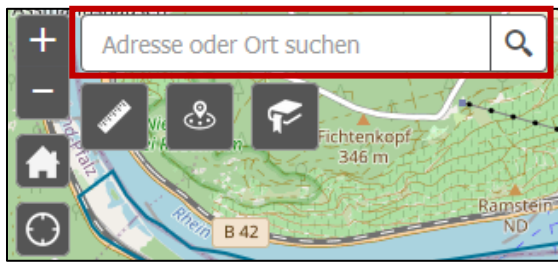 Adresse oder Ort suchen
Fichtenkopf
346 m
Ramstein
ND
Rhein
B 42